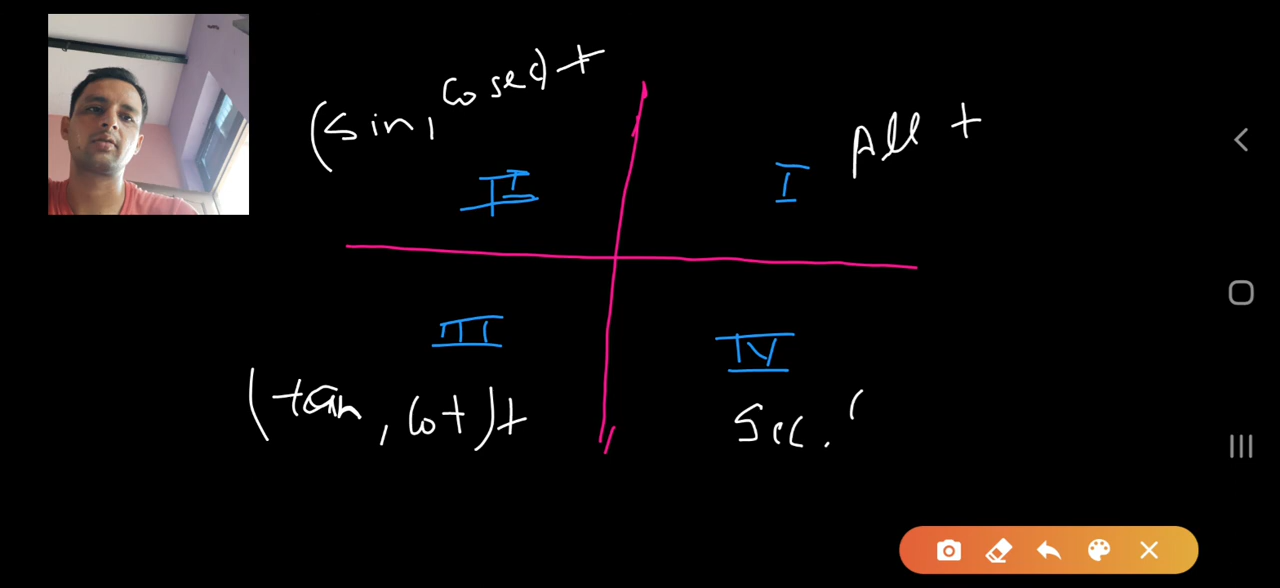 (sin, cosec) +
All +
II
I
III
IV
(tan, cot) +
Sec. (